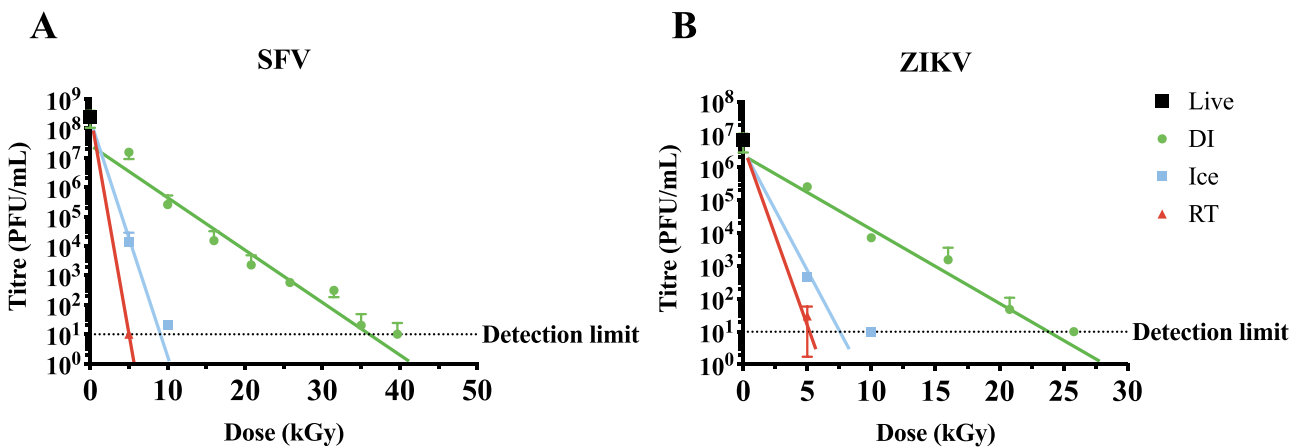 A
SFV
Titre (PFU/mL)
10⁹
10⁸
10⁷
10⁶
10⁵
10⁴
10³
10²
10¹
10⁰
Detection limit
0 10 20 30 40 50
Dose (kGy)
B
ZIKV
Titre (PFU/mL)
10⁸
10⁷
10⁶
10⁵
10⁴
10³
10²
10¹
10⁰
Detection limit
0 5 10 15 20 25 30
Dose (kGy)
Live
DI
Ice
RT